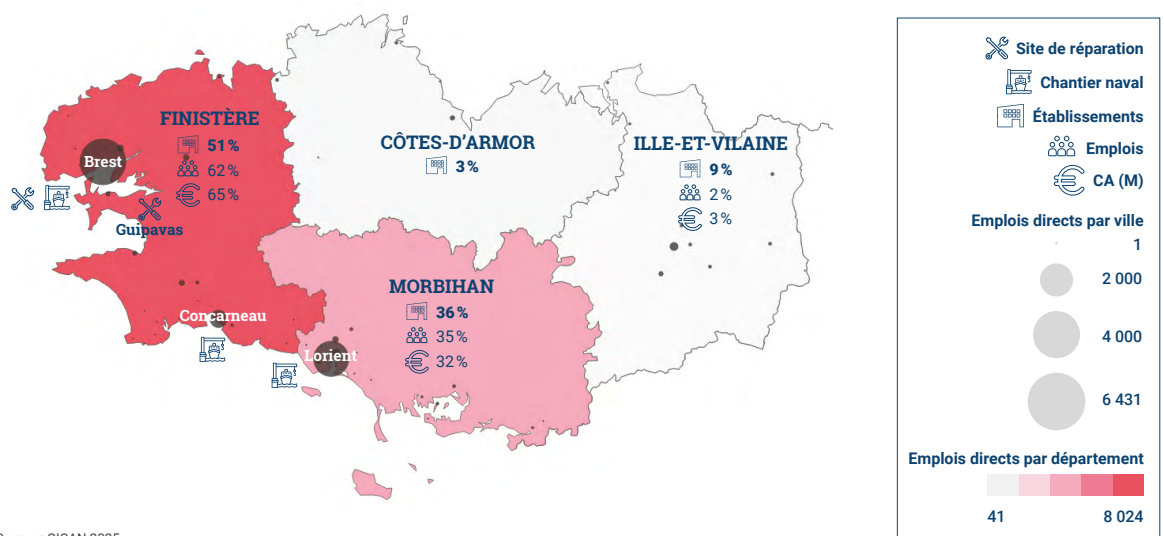 FINISTÈRE
51%
62%
65%
Brest
Guipavas
Concarneau
CÔTES-D'ARMOR
3%
ILLE-ET-VILAINE
9%
2%
3%
MORBIHAN
36%
35%
32%
Lorient
Site de réparation
Chantier naval
Établissements
Emplois
CA (M)
Emplois directs par ville
1
2 000
4 000
6 431
Emplois directs par département
41
8 024